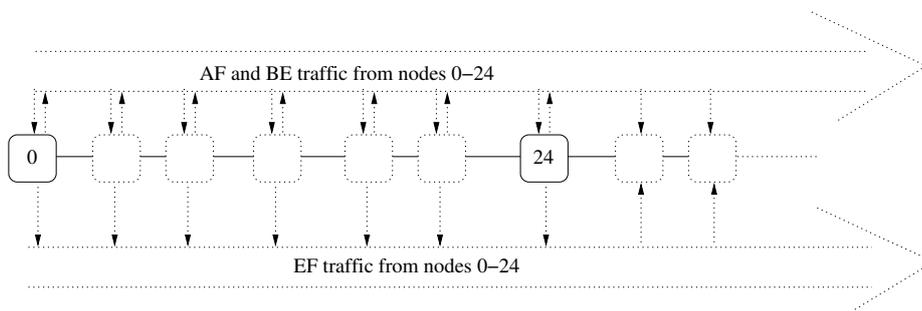 AF and BE traffic from nodes 0−24
0
24
EF traffic from nodes 0−24